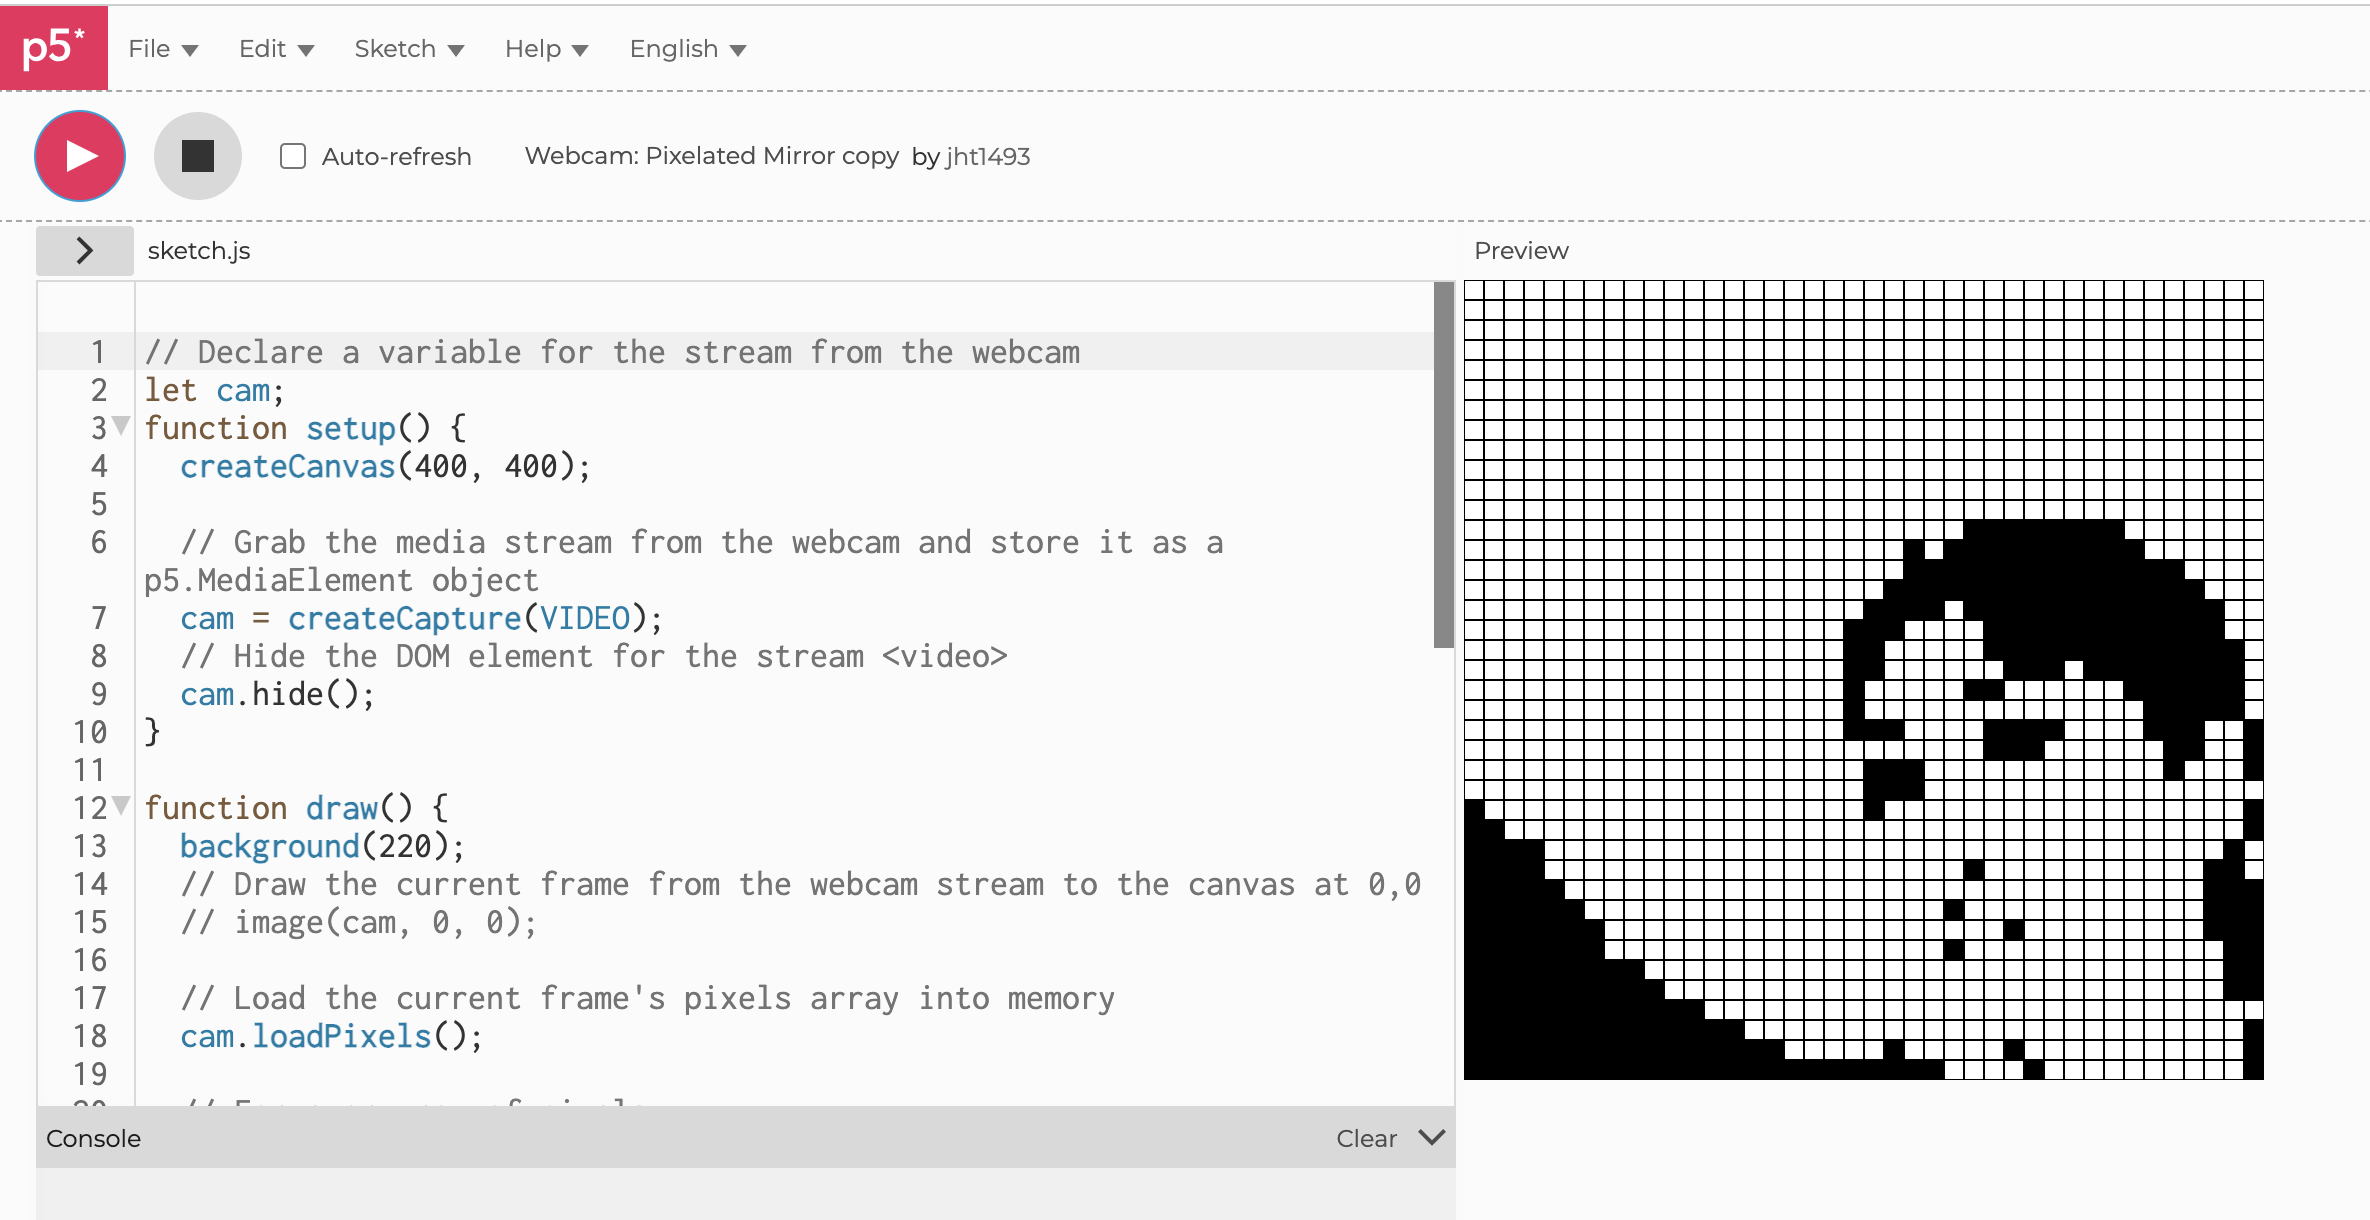 p5*
File Edit Sketch Help English
Auto-refresh Webcam: Pixelated Mirror copy by jht1493
sketch.js
Preview
1 // Declare a variable for the stream from the webcam
2 let cam;
3 function setup() {
4 createCanvas(400, 400);
5
6 // Grab the media stream from the webcam and store it as a
p5.MediaElement object
7 cam = createCapture(VIDEO);
8 // Hide the DOM element for the stream <video>
9 cam.hide();
10 }
11
12 function draw() {
13 background(220);
14 // Draw the current frame from the webcam stream to the canvas at 0,0
15 // image(cam, 0, 0);
16
17 // Load the current frame's pixels array into memory
18 cam.loadPixels();
19
Console Clear